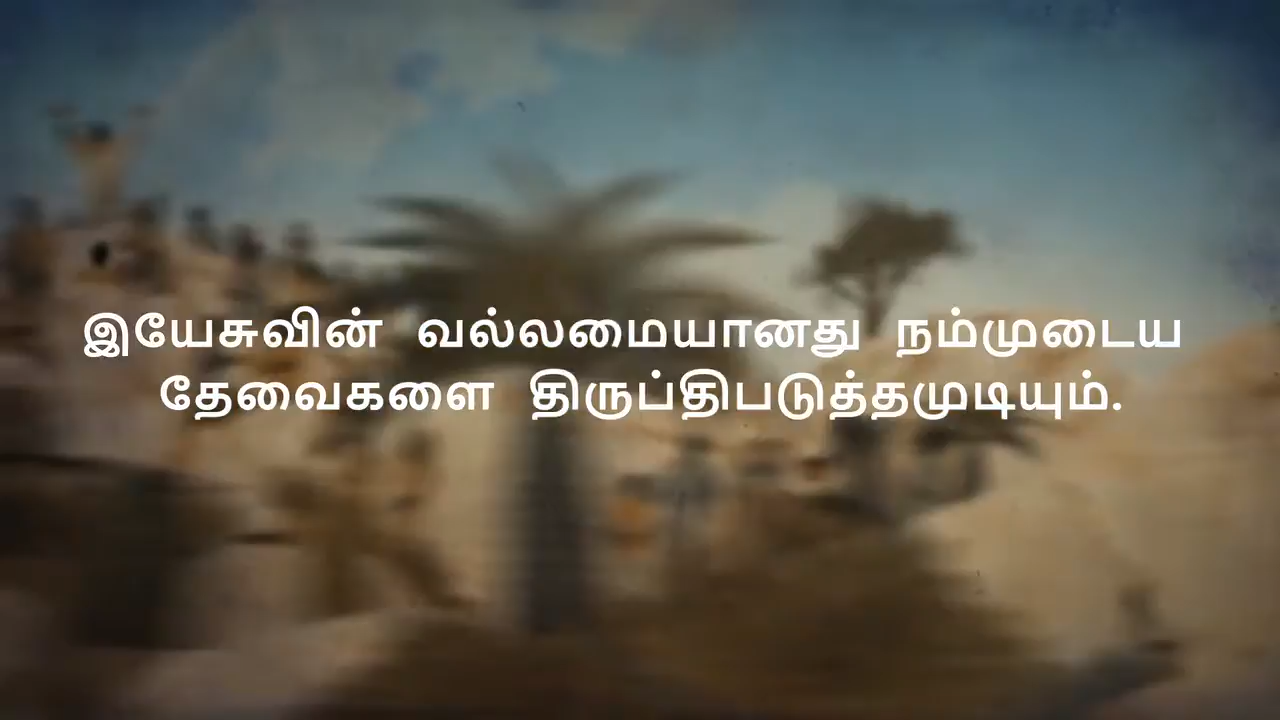 இயேசுவின் வல்லமையானது நம்முடைய
தேவைகளை திருப்திபடுத்தமுடியும்.